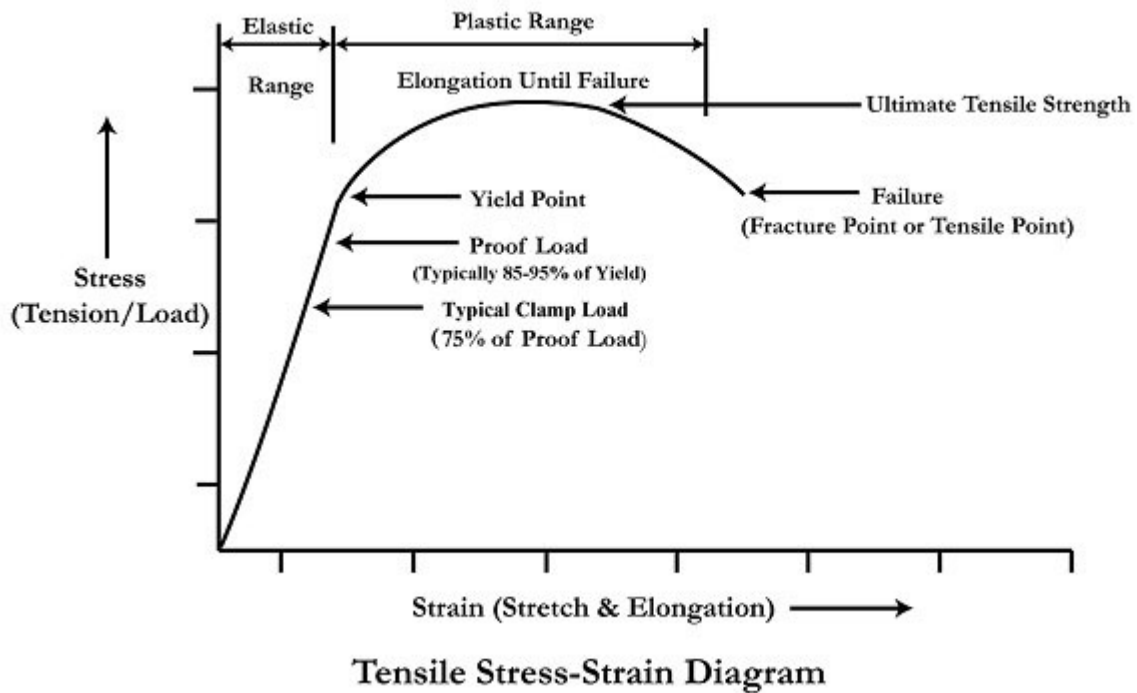 Elastic
Range
Plastic Range
Elongation Until Failure
Ultimate Tensile Strength
Yield Point
Failure
(Fracture Point or Tensile Point)
Proof Load
(Typically 85-95% of Yield)
Stress
(Tension/Load)
Typical Clamp Load
(75% of Proof Load)
Strain (Stretch & Elongation)
Tensile Stress-Strain Diagram